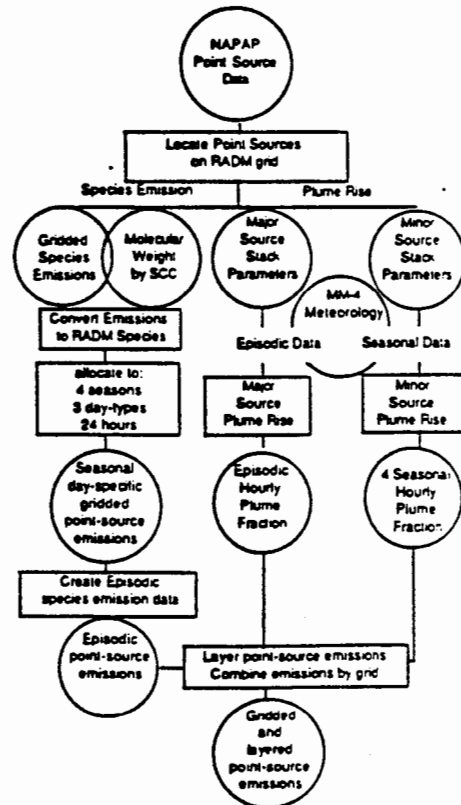 NAPAP
Point Source
Data
Locate Point Sources
on RADM grid
Species Emission
Plume Rise
Gridded
Species
Emissions
Molecular
Weight
by SCC
Major
Source
Stack
Parameters
Minor
Source
Stack
Parameters
MM-4
Meteorology
Convert Emissions
to RADM Species
Episodic Data
Seasonal Data
allocate to:
4 seasons
3 day-types
24 hours
Major
Source
Plume Rise
Minor
Source
Plume Rise
Seasonal
day-specific
gridded
point-source
emissions
Episodic
Hourly
Plume
Fraction
4 Seasonal
Hourly
Plume
Fraction
Create Episodic
species emission data
Episodic
point-source
emissions
Layer point-source emissions
Combine emissions by grid
Gridded
and
layered
point-source
emissions